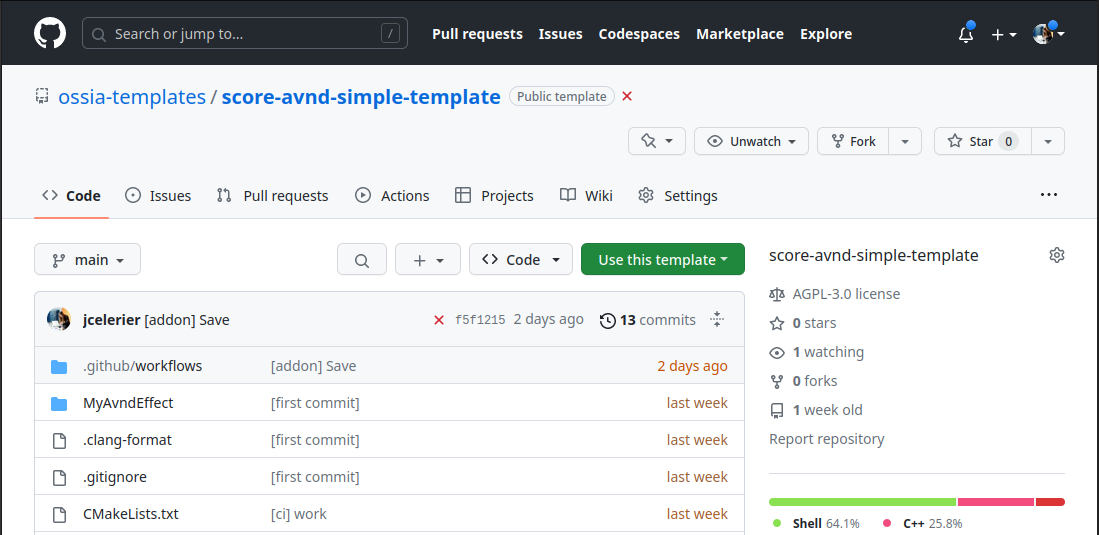 Search or jump to... /
Pull requests Issues Codespaces Marketplace Explore
ossia-templates / score-avnd-simple-template Public template
Unwatch Fork Star 0
Code Issues Pull requests Actions Projects Wiki Settings
main + Code Use this template
score-avnd-simple-template
jcelerier [addon] Save f5f1215 2 days ago 13 commits
AGPL-3.0 license
0 stars
1 watching
0 forks
1 week old
Report repository
.github/workflows [addon] Save 2 days ago
MyAvndEffect [first commit] last week
.clang-format [first commit] last week
.gitignore [first commit] last week
CMakeLists.txt [ci] work last week
Shell 64.1% C++ 25.8%